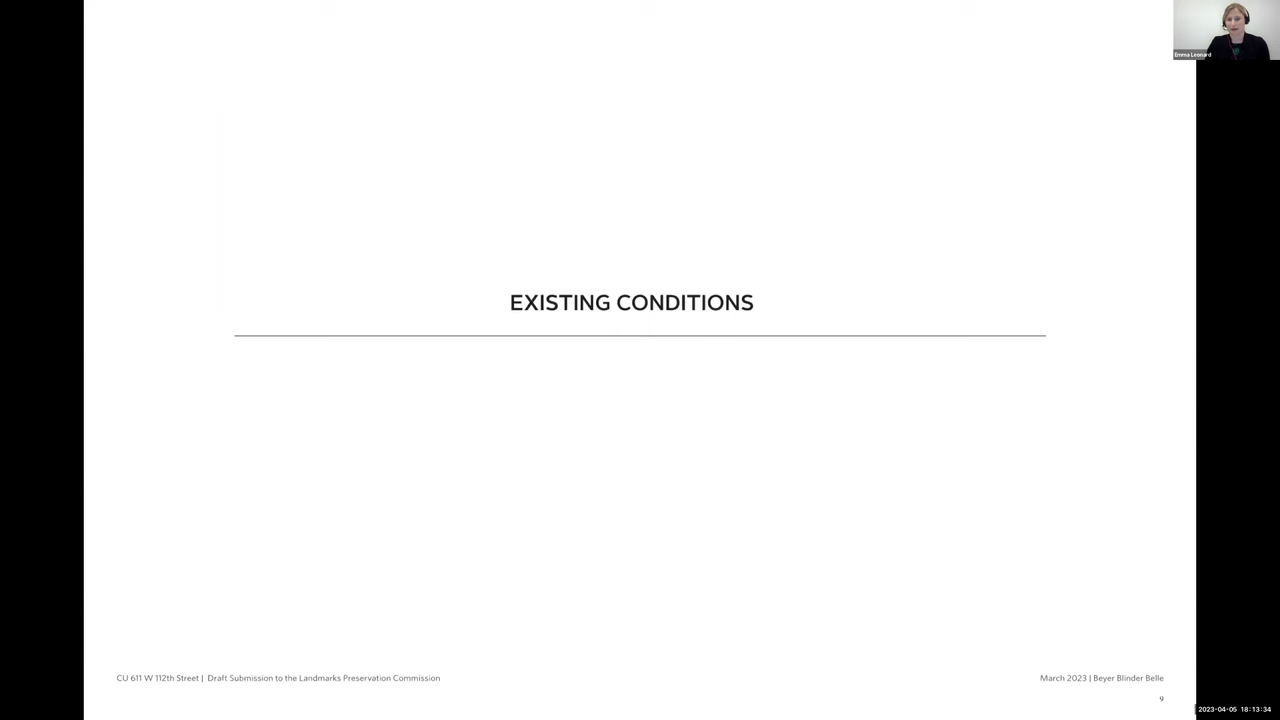 Emma Leonard
EXISTING CONDITIONS
CU 611 W 112th Street | Draft Submission to the Landmarks Preservation Commission
March 2023 | Beyer Blinder Belle
9
2023-04-05 18:13:34